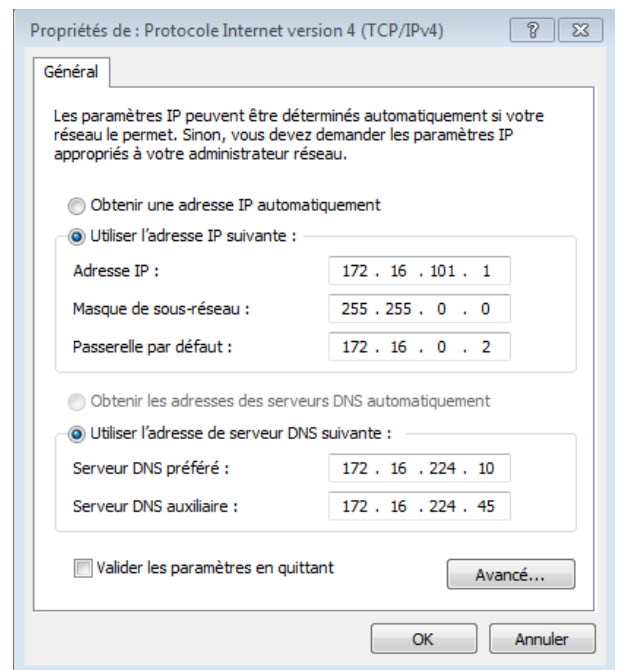 Propriétés de : Protocole Internet version 4 (TCP/IPv4)
?
Général
Les paramètres IP peuvent être déterminés automatiquement si votre
réseau le permet. Sinon, vous devez demander les paramètres IP
appropriés à votre administrateur réseau.
Obtenir une adresse IP automatiquement
Utiliser l'adresse IP suivante :
Adresse IP : 172 . 16 . 101 . 1
Masque de sous-réseau : 255 . 255 . 0 . 0
Passerelle par défaut : 172 . 16 . 0 . 2
Obtenir les adresses des serveurs DNS automatiquement
Utiliser l'adresse de serveur DNS suivante :
Serveur DNS préféré : 172 . 16 . 224 . 10
Serveur DNS auxiliaire : 172 . 16 . 224 . 45
Valider les paramètres en quittant Avancé...
OK Annuler